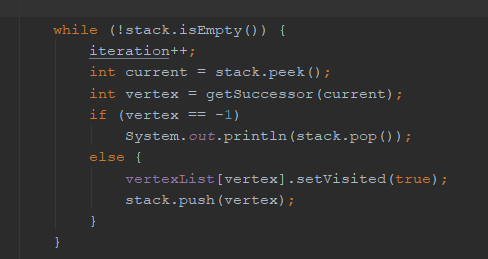 while (!stack.isEmpty()) {
iteration++;
int current = stack.peek();
int vertex = getSuccessor(current);
if (vertex == -1)
System.out.println(stack.pop());
else {
vertexList[vertex].setVisited(true);
stack.push(vertex);
}
}